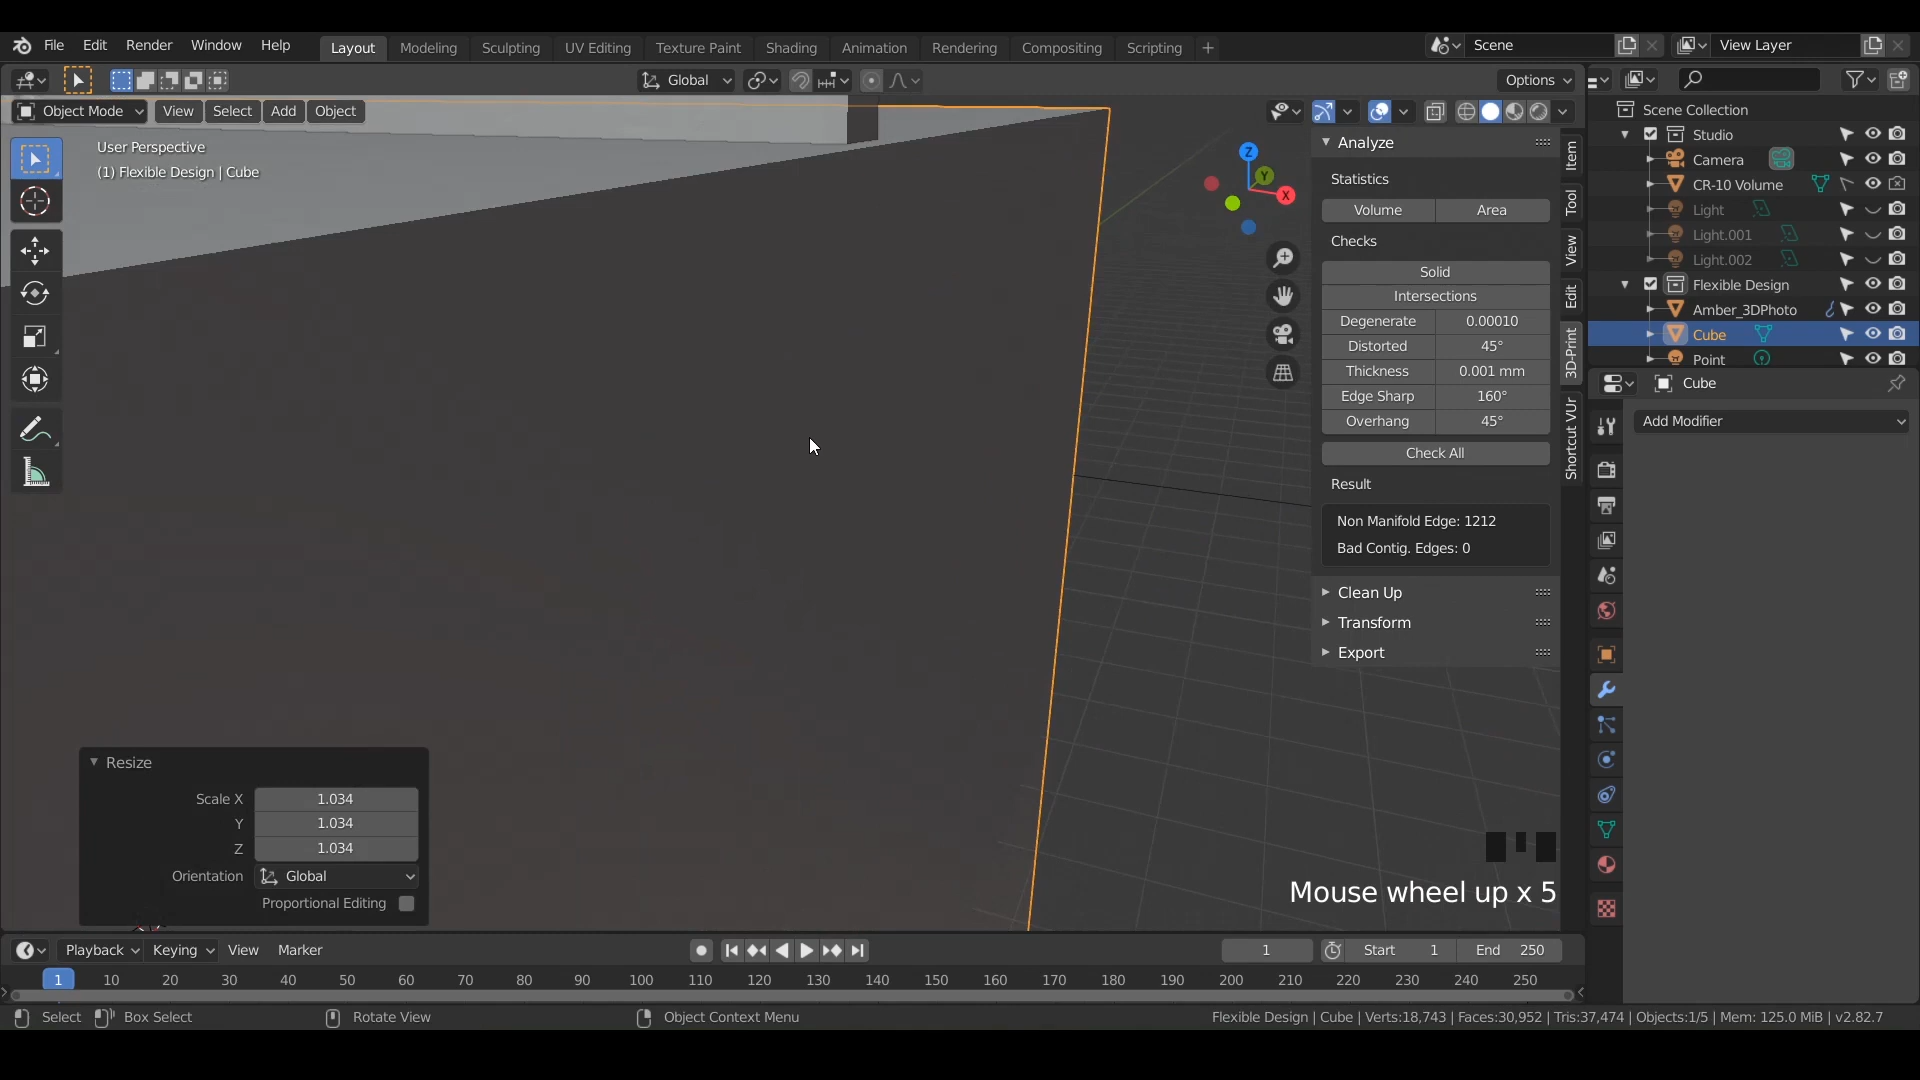 File Edit Render Window Help Layout Modeling Sculpting UV Editing Texture Paint Shading Animation Rendering Compositing Scripting + Scene View Layer
Global Options
Object Mode View Select Add Object
User Perspective
(1) Flexible Design | Cube
Z
Y
X
Analyze
Statistics
Volume Area
Checks
Solid
Intersections
Degenerate 0.00010
Distorted 45°
Thickness 0.001 mm
Edge Sharp 160°
Overhang 45°
Check All
Result
Non Manifold Edge: 1212
Bad Contig. Edges: 0
Clean Up
Transform
Export
Item
Tool
View
Edit
3D-Print
Shortcut VUr
Scene Collection
Studio
Camera
CR-10 Volume
Light
Light.001
Light.002
Flexible Design
Amber_3DPhoto
Cube
Point
Cube
Add Modifier
Resize
Scale X 1.034
Y 1.034
Z 1.034
Orientation Global
Proportional Editing
Mouse wheel up x 5
Playback Keying View Marker 1 Start 1 End 250
1 10 20 30 40 50 60 70 80 90 100 110 120 130 140 150 160 170 180 190 200 210 220 230 240 250
Select Box Select Rotate View Object Context Menu Flexible Design | Cube | Verts:18,743 | Faces:30,952 | Tris:37,474 | Objects:1/5 | Mem: 125.0 MiB | v2.82.7